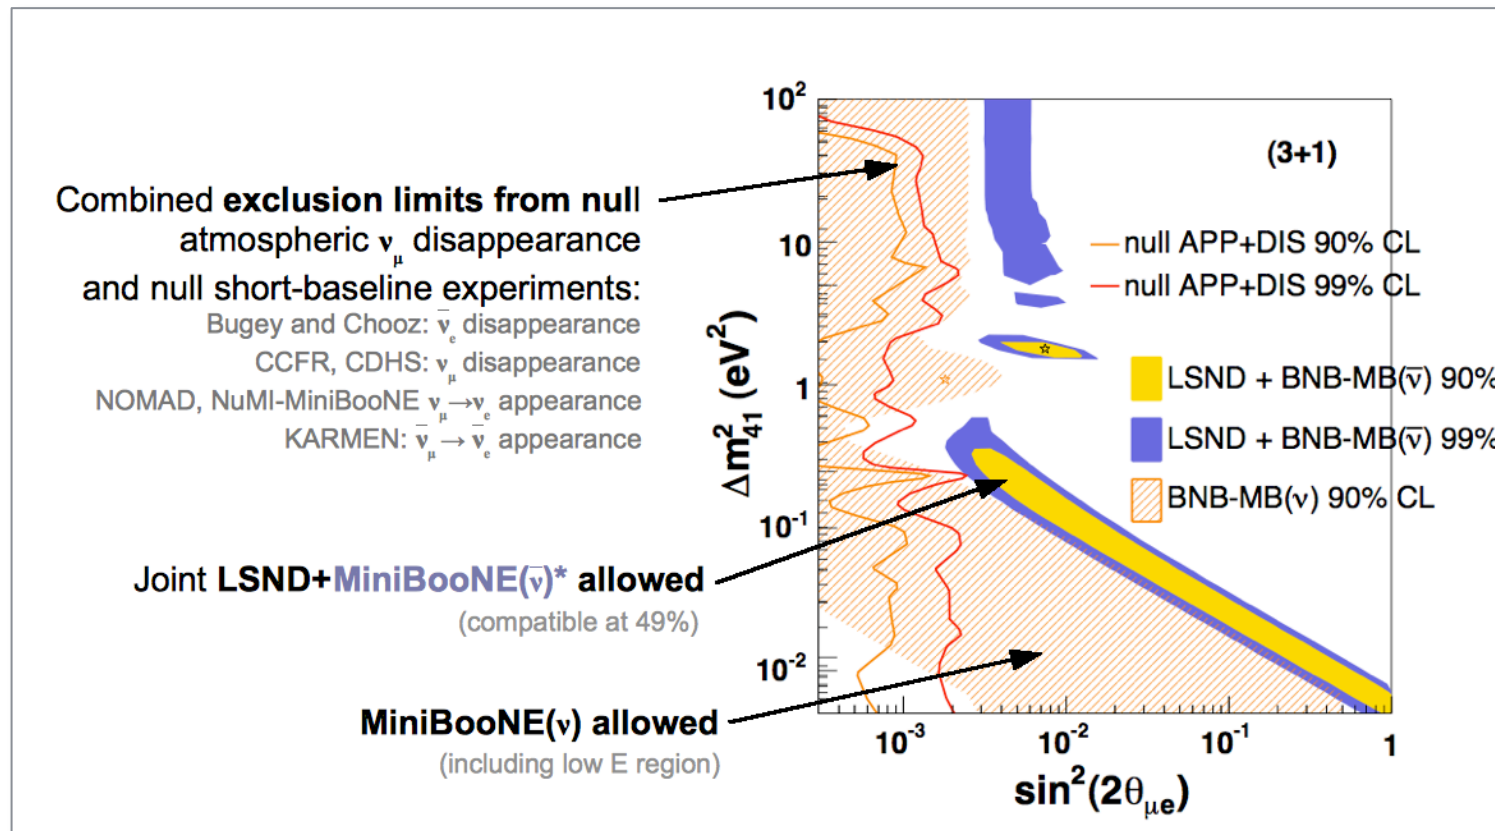 Combined exclusion limits from null
atmospheric νμ disappearance
and null short-baseline experiments:
Bugey and Chooz: ν̅e disappearance
CCFR, CDHS: νμ disappearance
NOMAD, NuMI-MiniBooNE νμ→νe appearance
KARMEN: ν̅μ → ν̅e appearance
Joint LSND+MiniBooNE(ν̅)* allowed
(compatible at 49%)
MiniBooNE(ν) allowed
(including low E region)
Δm²41 (eV²)
10²
10
1
10⁻¹
10⁻²
(3+1)
null APP+DIS 90% CL
null APP+DIS 99% CL
LSND + BNB-MB(ν̅) 90%
LSND + BNB-MB(ν̅) 99%
BNB-MB(ν) 90% CL
10⁻³ 10⁻² 10⁻¹ 1
sin²(2θμe)